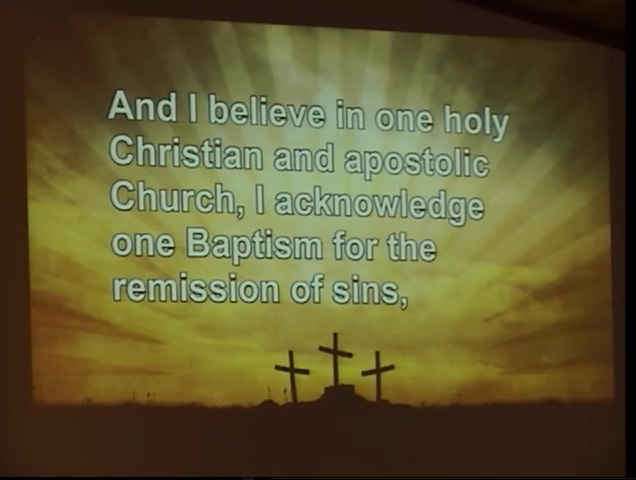 And I believe in one holy
Christian and apostolic
Church, I acknowledge
one Baptism for the
remission of sins,